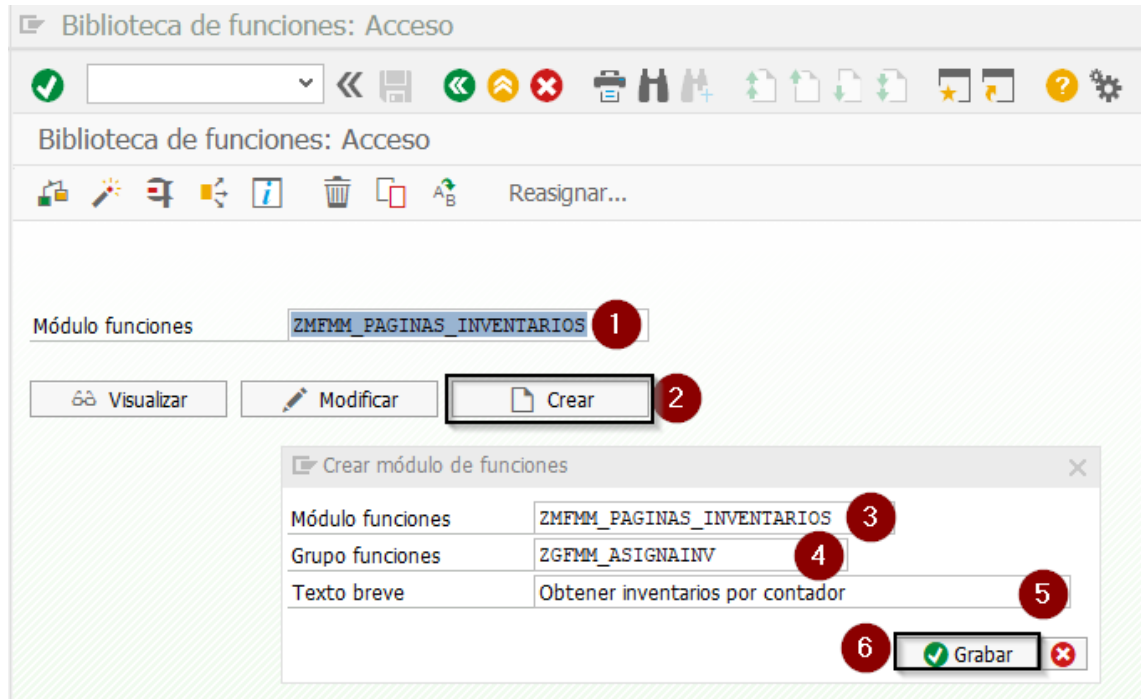 Biblioteca de funciones: Acceso
Biblioteca de funciones: Acceso
Reasignar...
Módulo funciones ZMFMM_PAGINAS_INVENTARIOS 1
Visualizar Modificar Crear 2
Crear módulo de funciones
Módulo funciones ZMFMM_PAGINAS_INVENTARIOS 3
Grupo funciones ZGFMM_ASIGNAINV 4
Texto breve Obtener inventarios por contador 5
6 Grabar